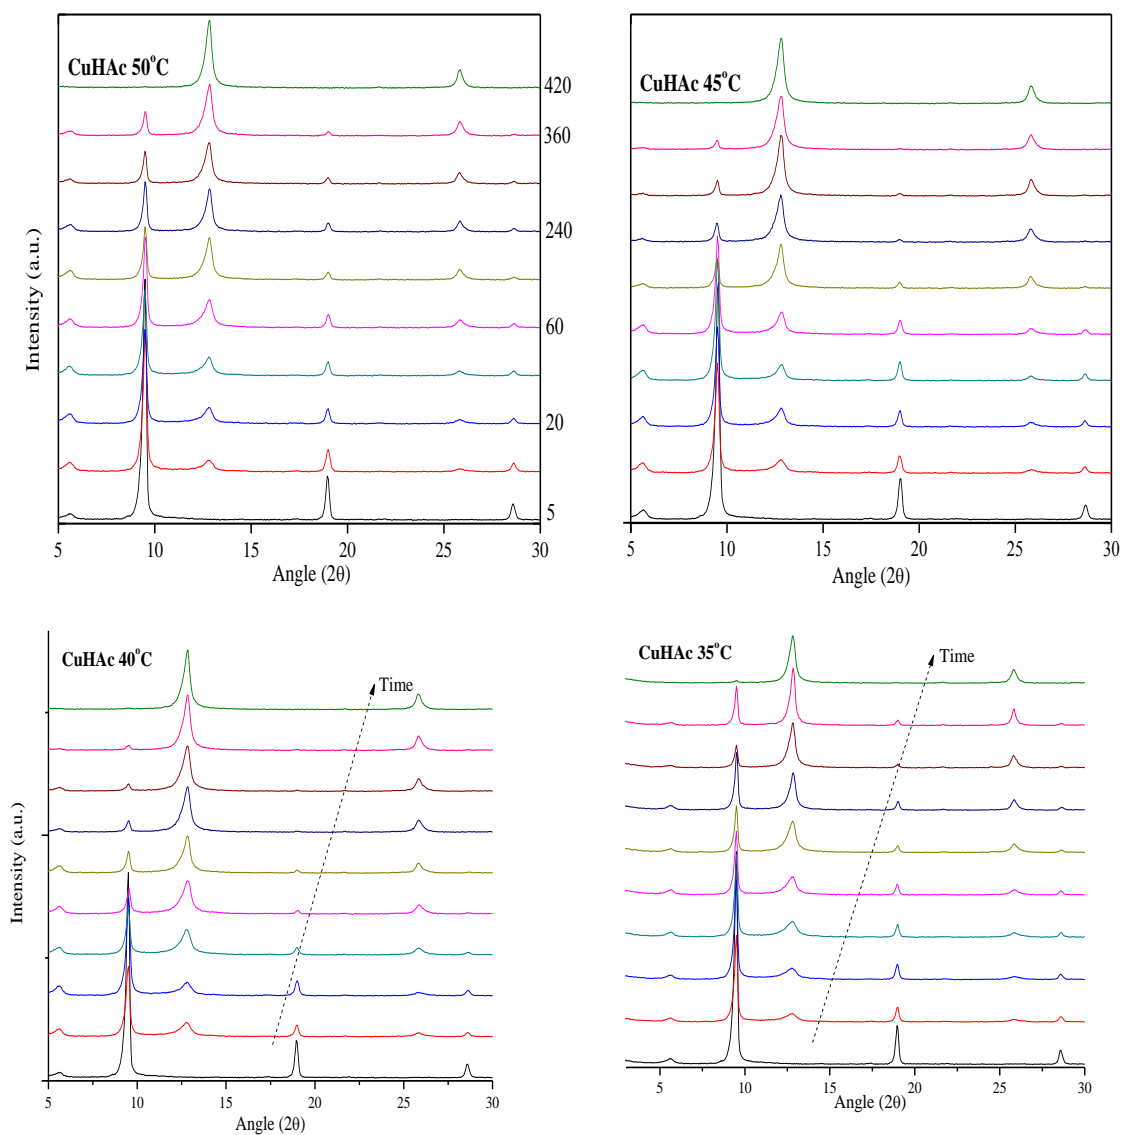 CuHAc 50°C
420
360
240
60
20
5
Intensity (a.u.)
5 10 15 20 25 30
Angle (2θ)
CuHAc 45°C
5 10 15 20 25 30
Angle (2θ)
CuHAc 40°C
Time
Intensity (a.u.)
5 10 15 20 25 30
Angle (2θ)
CuHAc 35°C
Time
5 10 15 20 25 30
Angle (2θ)